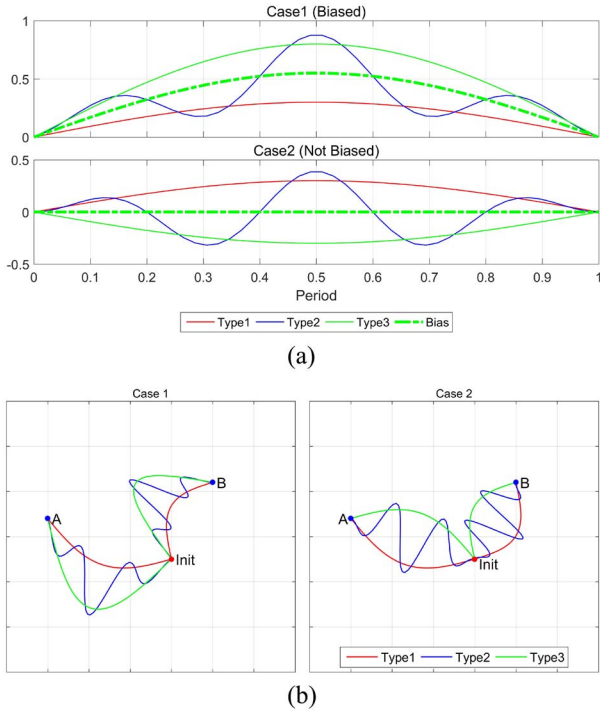 Case1 (Biased)
1
0.5
0
Case2 (Not Biased)
0.5
0
-0.5
0 0.1 0.2 0.3 0.4 0.5 0.6 0.7 0.8 0.9 1
Period
Type1 Type2 Type3 Bias
(a)
Case 1
Case 2
B
A
Init
B
A
Init
Type1 Type2 Type3
(b)